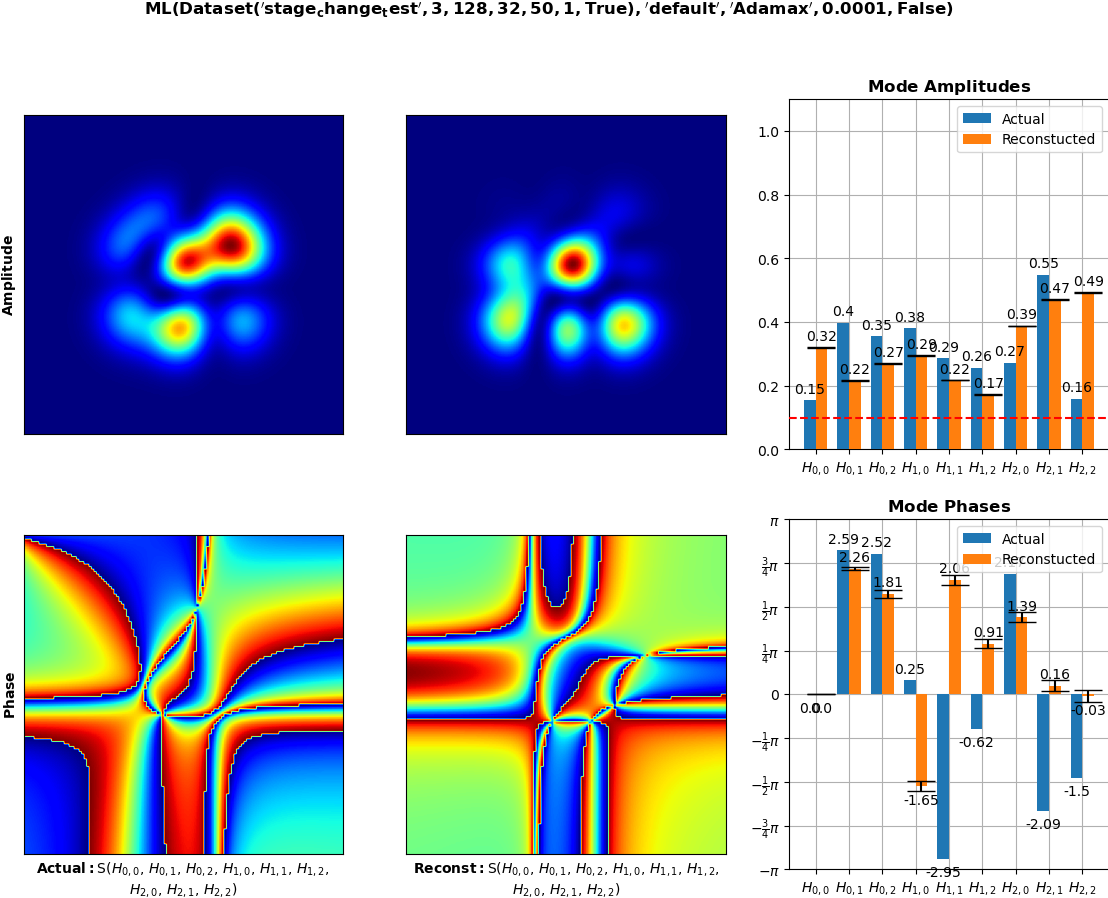 ML(Dataset('stage_change_test', 3, 128, 32, 50, 1, True), 'default', 'Adamax', 0.0001, False)
Amplitude
Mode Amplitudes
Actual
Reconstucted
1.0
0.8
0.6
0.4
0.2
0.0
0.15 0.4 0.35 0.38 0.29 0.26 0.27 0.55 0.16
0.32 0.22 0.27 0.29 0.22 0.17 0.39 0.47 0.49
H0,0 H0,1 H0,2 H1,0 H1,1 H1,2 H2,0 H2,1 H2,2
Phase
Actual: S(H0,0, H0,1, H0,2, H1,0, H1,1, H1,2,
H2,0, H2,1, H2,2)
Reconst: S(H0,0, H0,1, H0,2, H1,0, H1,1, H1,2,
H2,0, H2,1, H2,2)
Mode Phases
Actual
Reconstucted
π
3/4π
1/2π
1/4π
0
−1/4π
−1/2π
−3/4π
−π
0.0 2.59 2.52 0.25 -2.95 -0.62 -2.09 -1.5
0.0 2.26 1.81 -1.65 0.91 1.39 0.16 -0.03
H0,0 H0,1 H0,2 H1,0 H1,1 H1,2 H2,0 H2,1 H2,2